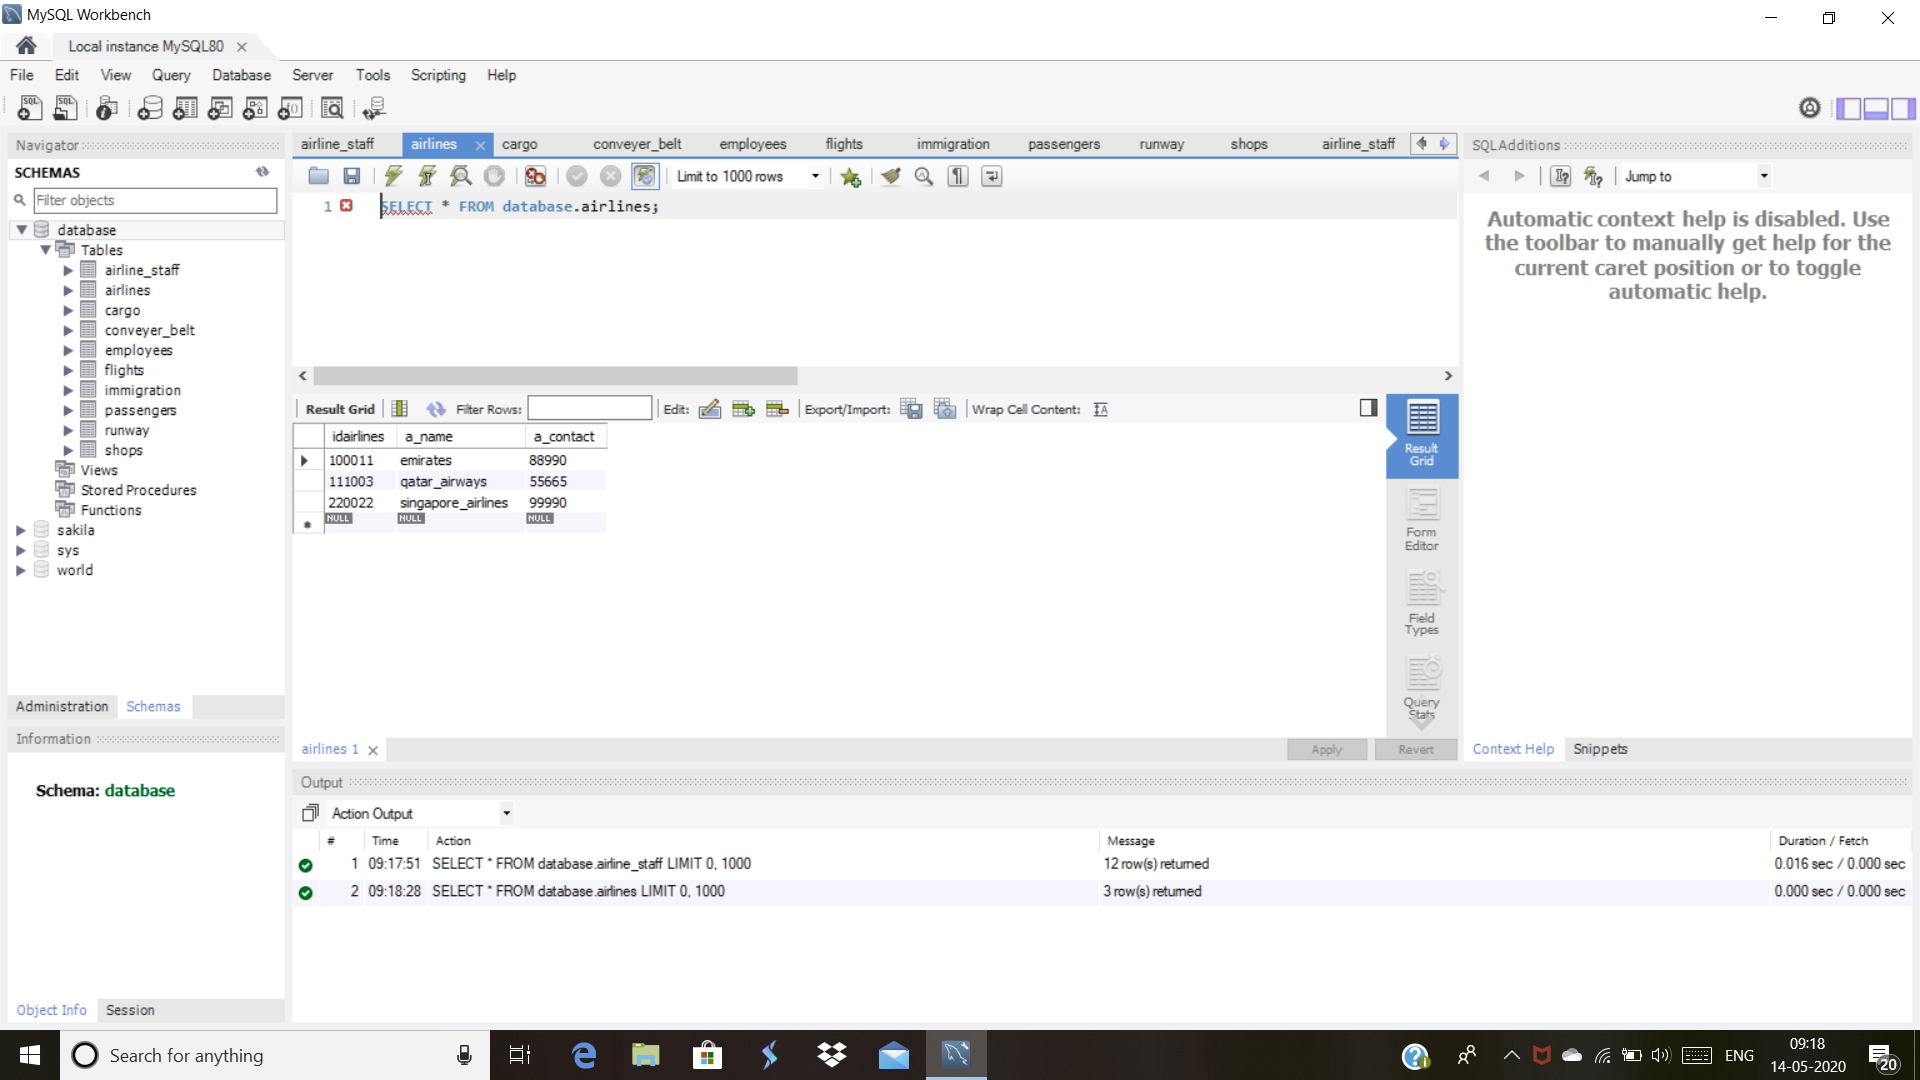 MySQL Workbench
Local instance MySQL80
File Edit View Query Database Server Tools Scripting Help
Navigator
SCHEMAS
Filter objects
database
Tables
airline_staff
airlines
cargo
conveyer_belt
employees
flights
immigration
passengers
runway
shops
Views
Stored Procedures
Functions
sakila
sys
world
Administration Schemas
Information
Schema: database
Object Info Session
airline_staff airlines cargo conveyer_belt employees flights immigration passengers runway shops airline_staff
Limit to 1000 rows
1 SELECT * FROM database.airlines;
Result Grid Filter Rows: Edit: Export/Import: Wrap Cell Content:
idairlines a_name a_contact
100011 emirates 88990
111003 qatar_airways 55665
220022 singapore_airlines 99990
NULL NULL NULL
Result
Grid
Form
Editor
Field
Types
Query
Stats
airlines 1
Apply Revert
SQLAdditions
Jump to
Automatic context help is disabled. Use
the toolbar to manually get help for the
current caret position or to toggle
automatic help.
Context Help Snippets
Output
Action Output
# Time Action Message Duration / Fetch
1 09:17:51 SELECT * FROM database.airline_staff LIMIT 0, 1000 12 row(s) returned 0.016 sec / 0.000 sec
2 09:18:28 SELECT * FROM database.airlines LIMIT 0, 1000 3 row(s) returned 0.000 sec / 0.000 sec
Search for anything
ENG
09:18
14-05-2020
20